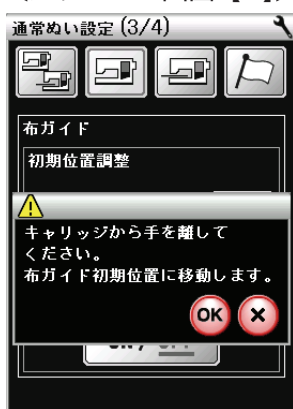 通常ぬい設定 (3/4)
布ガイド
初期位置調整
キャリッジから手を離して
ください。
布ガイド初期位置に移動します。
OK